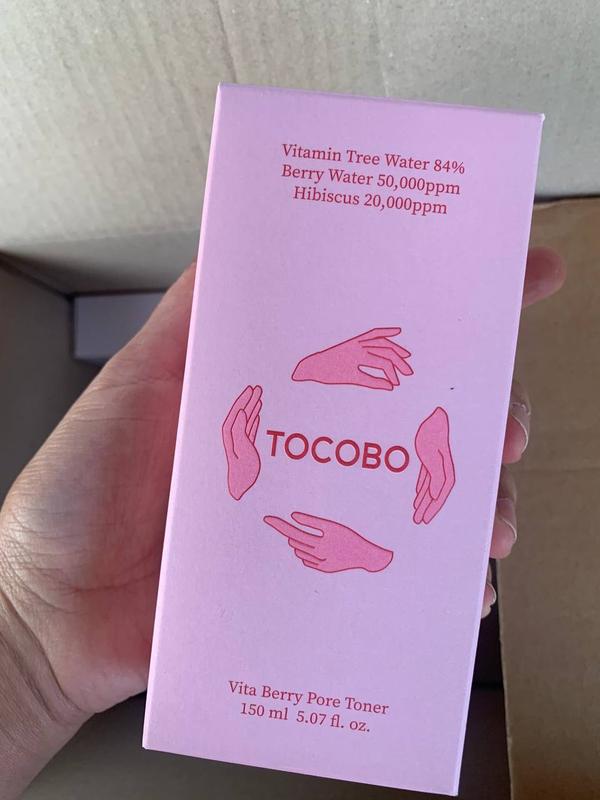 Vitamin Tree Water 84%
Berry Water 50,000ppm
Hibiscus 20,000ppm
TOCOBO
Vita Berry Pore Toner
150 ml 5.07 fl. oz.